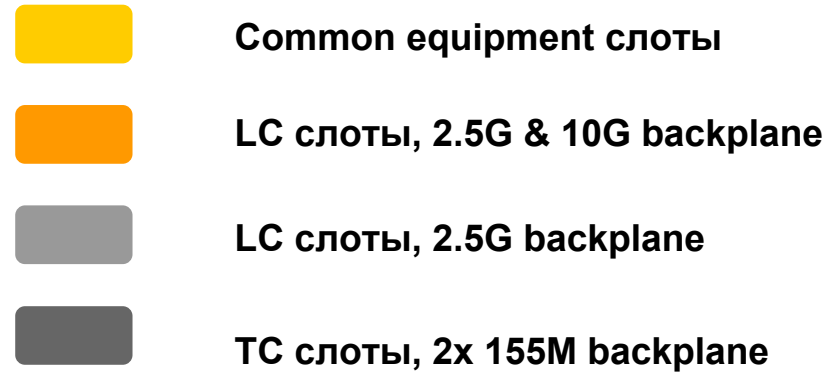 Common equipment слоты
LC слоты, 2.5G & 10G backplane
LC слоты, 2.5G backplane
TC слоты, 2x 155M backplane